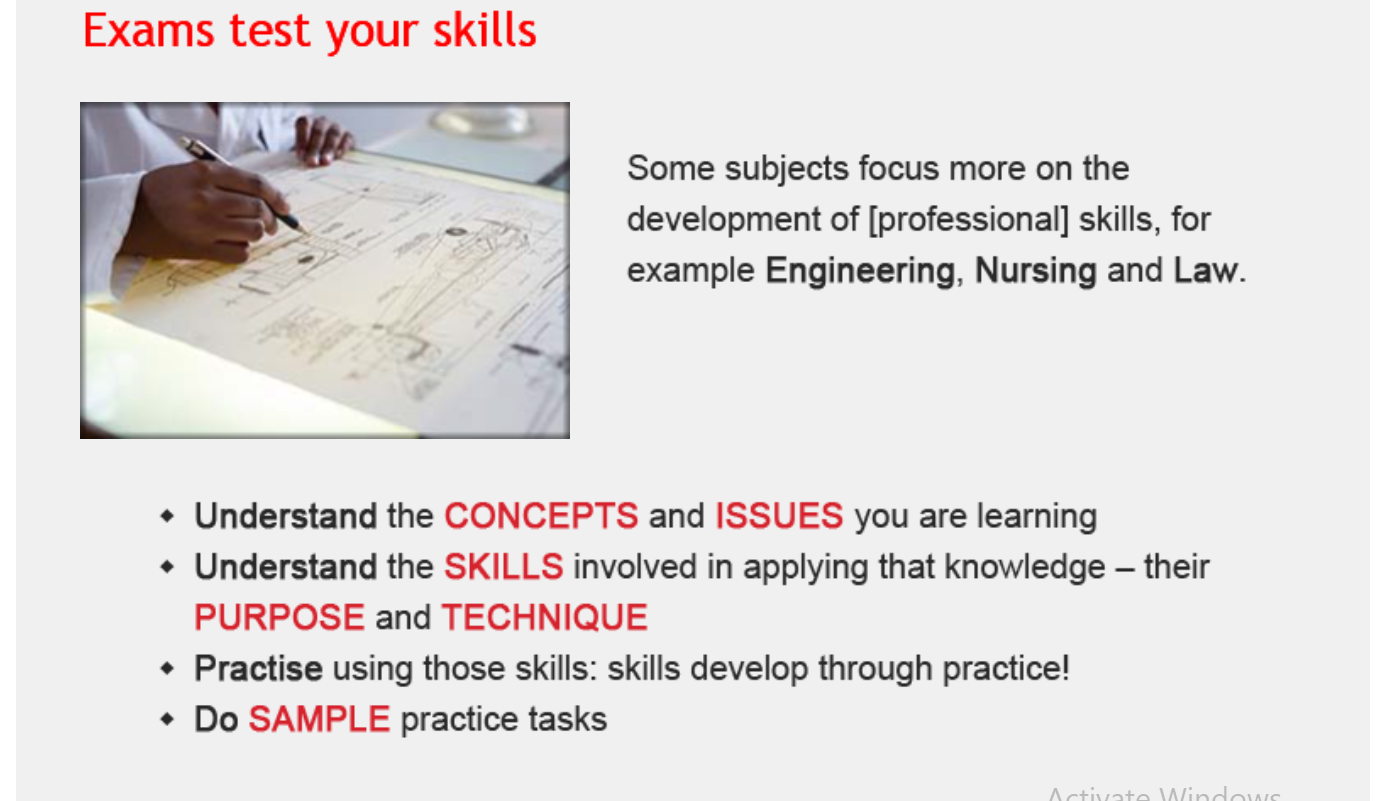 Exams test your skills
Some subjects focus more on the
development of [professional] skills, for
example Engineering, Nursing and Law.
◆ Understand the CONCEPTS and ISSUES you are learning
◆ Understand the SKILLS involved in applying that knowledge – their
PURPOSE and TECHNIQUE
◆ Practise using those skills: skills develop through practice!
◆ Do SAMPLE practice tasks
Activate Windows